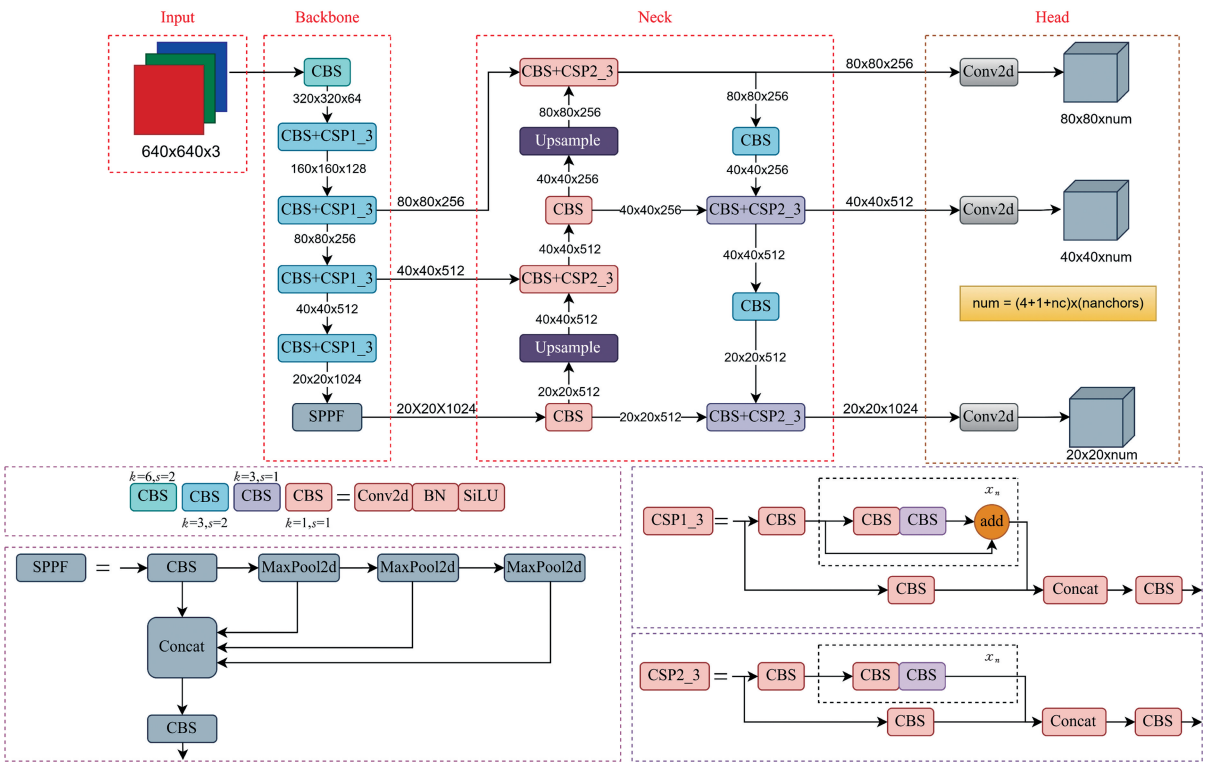 Input
Backbone
Neck
Head
640x640x3
CBS
320x320x64
CBS+CSP1_3
160x160x128
CBS+CSP1_3
80x80x256
CBS+CSP1_3
40x40x512
CBS+CSP1_3
20x20x1024
SPPF
80x80x256
40x40x512
20X20X1024
CBS+CSP2_3
80x80x256
Upsample
40x40x256
CBS
40x40x512
CBS+CSP2_3
40x40x512
Upsample
20x20x512
CBS
40x40x256
20x20x512
80x80x256
CBS
40x40x256
CBS+CSP2_3
40x40x512
CBS
20x20x512
CBS+CSP2_3
80x80x256
40x40x512
20x20x1024
Conv2d
80x80xnum
Conv2d
40x40xnum
num = (4+1+nc)x(nanchors)
Conv2d
20x20xnum
k=6,s=2
k=3,s=1
CBS CBS CBS CBS = Conv2d BN SiLU
k=3,s=2
k=1,s=1
SPPF = CBS MaxPool2d MaxPool2d MaxPool2d
Concat
CBS
xn
CSP1_3 = CBS CBS CBS add
CBS Concat CBS
xn
CSP2_3 = CBS CBS CBS
CBS Concat CBS